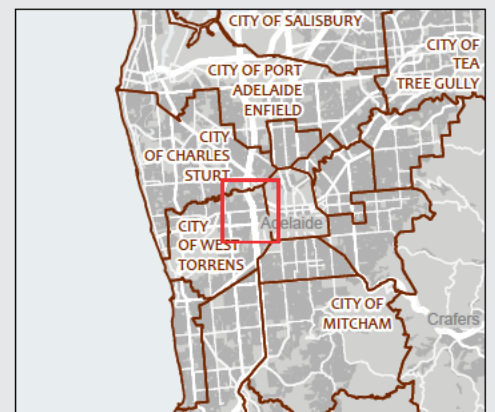 CITY OF SALISBURY
CITY OF
TEA
TREE GULLY
CITY OF PORT
ADELAIDE
ENFIELD
CITY
OF CHARLES
STURT
Adelaide
CITY
OF WEST
TORRENS
CITY OF
MITCHAM
Crafers